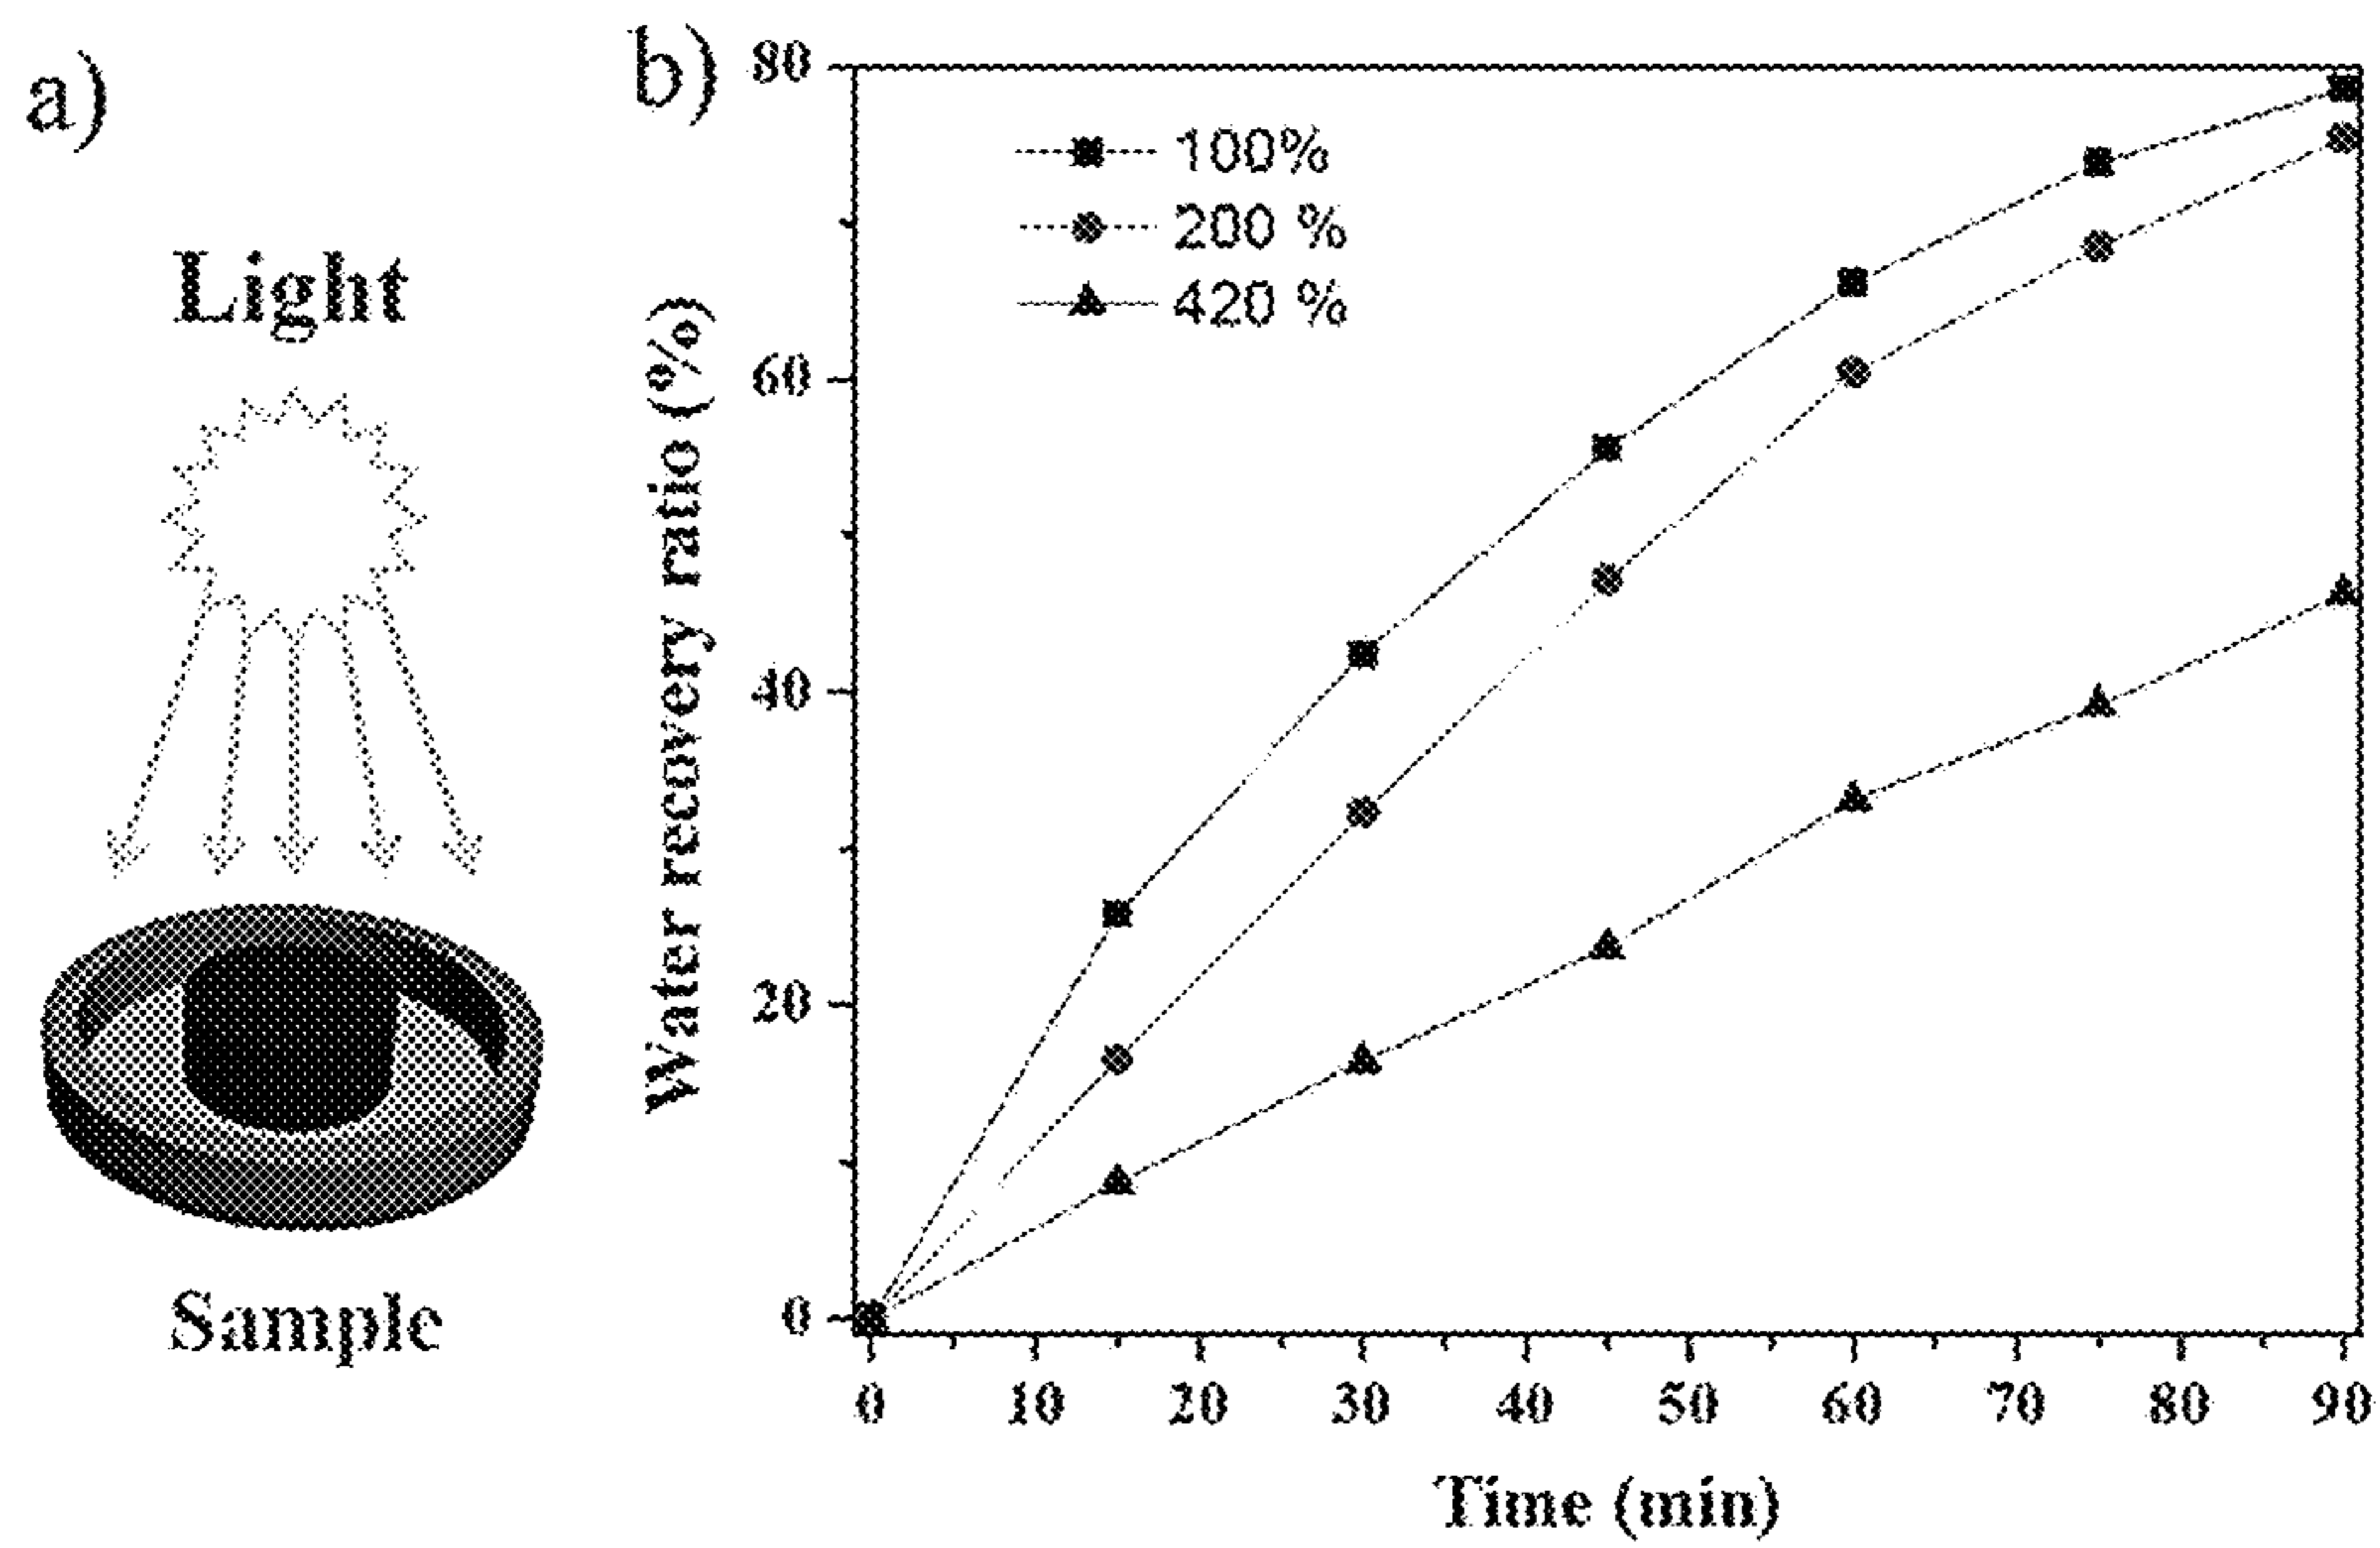 a)
Light
Sample
b)
80
60
40
20
0
Water recovery ratio (%)
100%
200 %
420 %
0 10 20 30 40 50 60 70 80 90
Time (min)